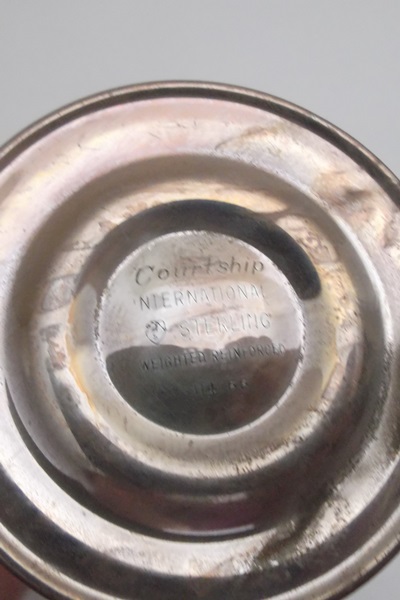 Courtship
INTERNATIONAL
STERLING
WEIGHTED REINFORCED